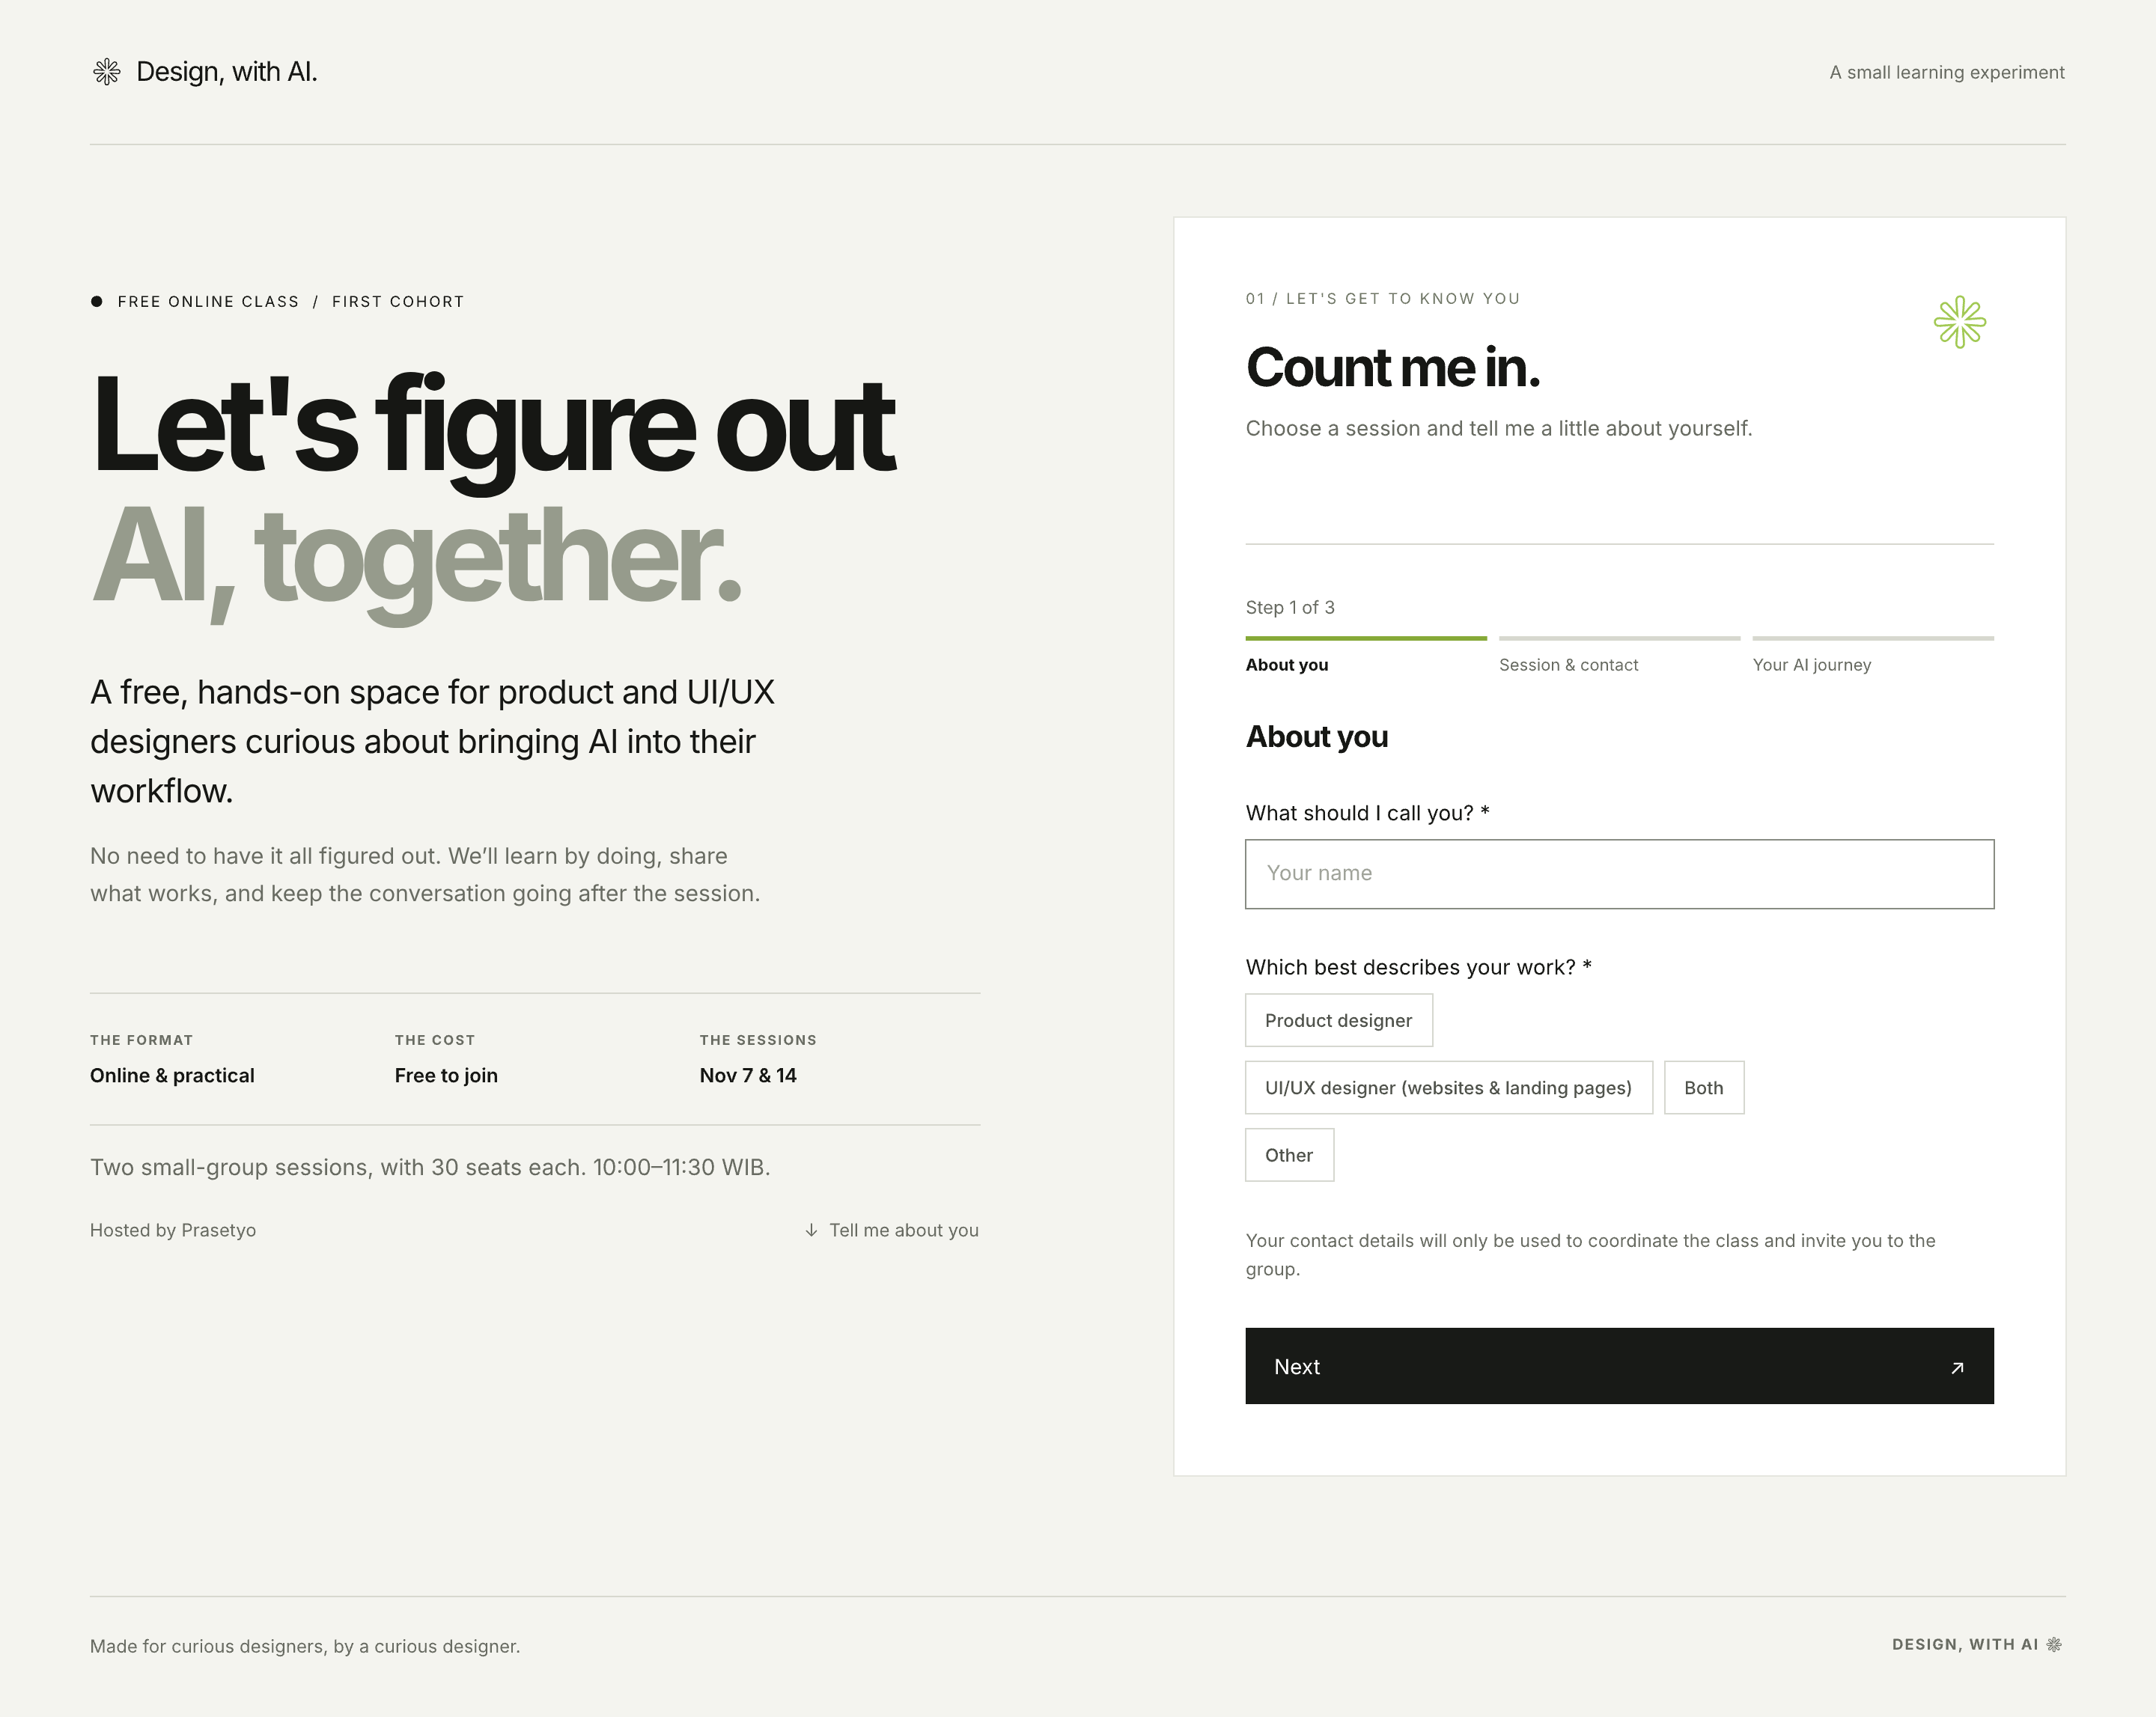 Design, with AI.
A small learning experiment
FREE ONLINE CLASS / FIRST COHORT
Let's figure out
AI, together.
A free, hands-on space for product and UI/UX
designers curious about bringing AI into their
workflow.
No need to have it all figured out. We’ll learn by doing, share
what works, and keep the conversation going after the session.
THE FORMAT
Online & practical
THE COST
Free to join
THE SESSIONS
Nov 7 & 14
Two small-group sessions, with 30 seats each. 10:00–11:30 WIB.
Hosted by Prasetyo
↓ Tell me about you
01 / LET'S GET TO KNOW YOU
Count me in.
Choose a session and tell me a little about yourself.
Step 1 of 3
About you
Session & contact
Your AI journey
About you
What should I call you? *
Your name
Which best describes your work? *
Product designer
UI/UX designer (websites & landing pages)
Both
Other
Your contact details will only be used to coordinate the class and invite you to the
group.
Next ↗
Made for curious designers, by a curious designer.
DESIGN, WITH AI